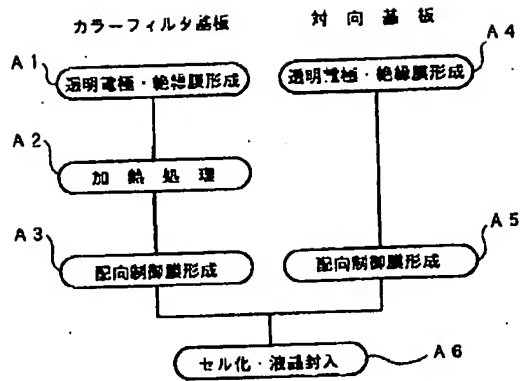 カラーフィルタ基板
対向基板
A1
透明電極・絶縁膜形成
A4
透明電極・絶縁膜形成
A2
加熱処理
A3
配向制御膜形成
A5
配向制御膜形成
セル化・液晶封入
A6